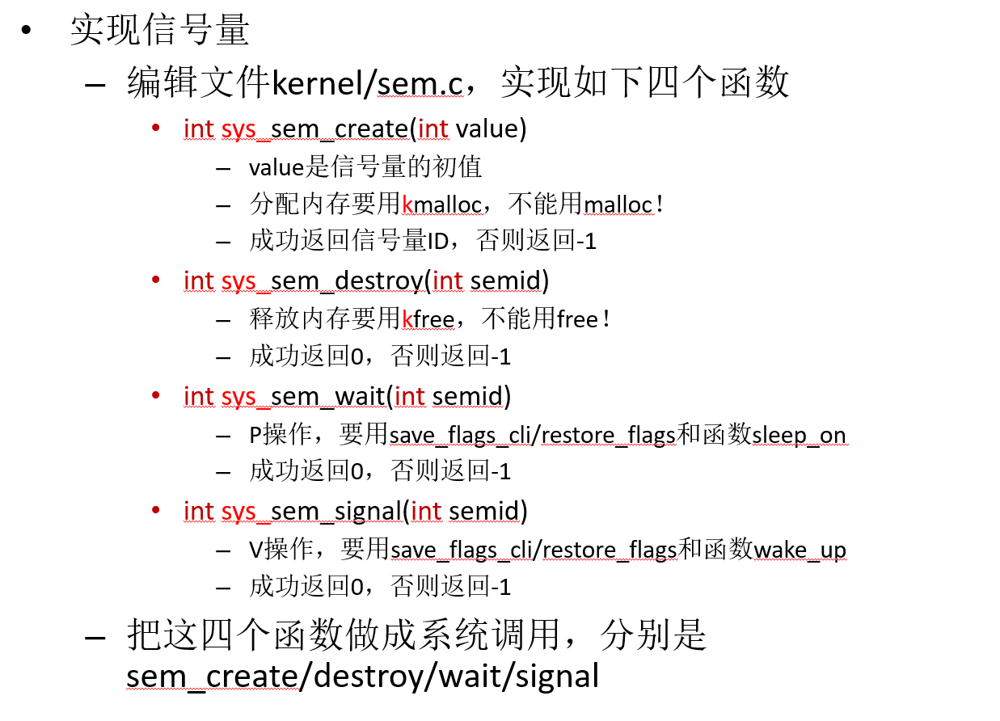 • 实现信号量
– 编辑文件kernel/sem.c，实现如下四个函数
• int sys_sem_create(int value)
– value是信号量的初值
– 分配内存要用kmalloc，不能用malloc！
– 成功返回信号量ID，否则返回-1
• int sys_sem_destroy(int semid)
– 释放内存要用kfree，不能用free！
– 成功返回0，否则返回-1
• int sys_sem_wait(int semid)
– P操作，要用save_flags_cli/restore_flags和函数sleep_on
– 成功返回0，否则返回-1
• int sys_sem_signal(int semid)
– V操作，要用save_flags_cli/restore_flags和函数wake_up
– 成功返回0，否则返回-1
– 把这四个函数做成系统调用，分别是
sem_create/destroy/wait/signal